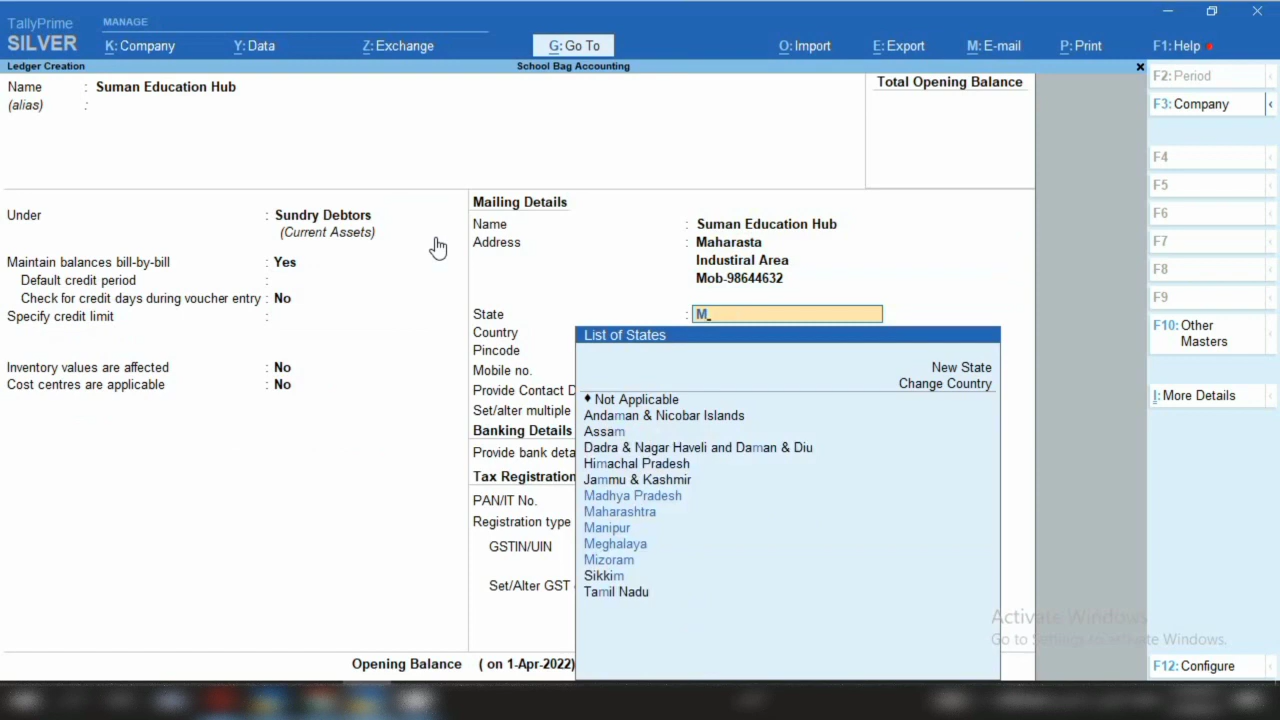 TallyPrime
MANAGE
SILVER
K: Company
Y: Data
Z: Exchange
G: Go To
O: Import
E: Export
M: E-mail
P: Print
F1: Help
Ledger Creation
School Bag Accounting
Name : Suman Education Hub
(alias) :
Total Opening Balance
Under : Sundry Debtors
(Current Assets)
Maintain balances bill-by-bill : Yes
Default credit period :
Check for credit days during voucher entry : No
Specify credit limit :
Inventory values are affected : No
Cost centres are applicable : No
Mailing Details
Name : Suman Education Hub
Address : Maharasta
Industiral Area
Mob-98644632
State : M
Country
Pincode
Mobile no.
Provide Contact D
Set/alter multiple
Banking Details
Provide bank deta
Tax Registration
PAN/IT No.
Registration type
GSTIN/UIN
Set/Alter GST
List of States
New State
Change Country
♦ Not Applicable
Andaman & Nicobar Islands
Assam
Dadra & Nagar Haveli and Daman & Diu
Himachal Pradesh
Jammu & Kashmir
Madhya Pradesh
Maharashtra
Manipur
Meghalaya
Mizoram
Sikkim
Tamil Nadu
Opening Balance ( on 1-Apr-2022)
F2: Period
F3: Company
F4
F5
F6
F7
F8
F9
F10: Other
Masters
I: More Details
Activate Windows
Go to Settings to activate Windows.
F12: Configure